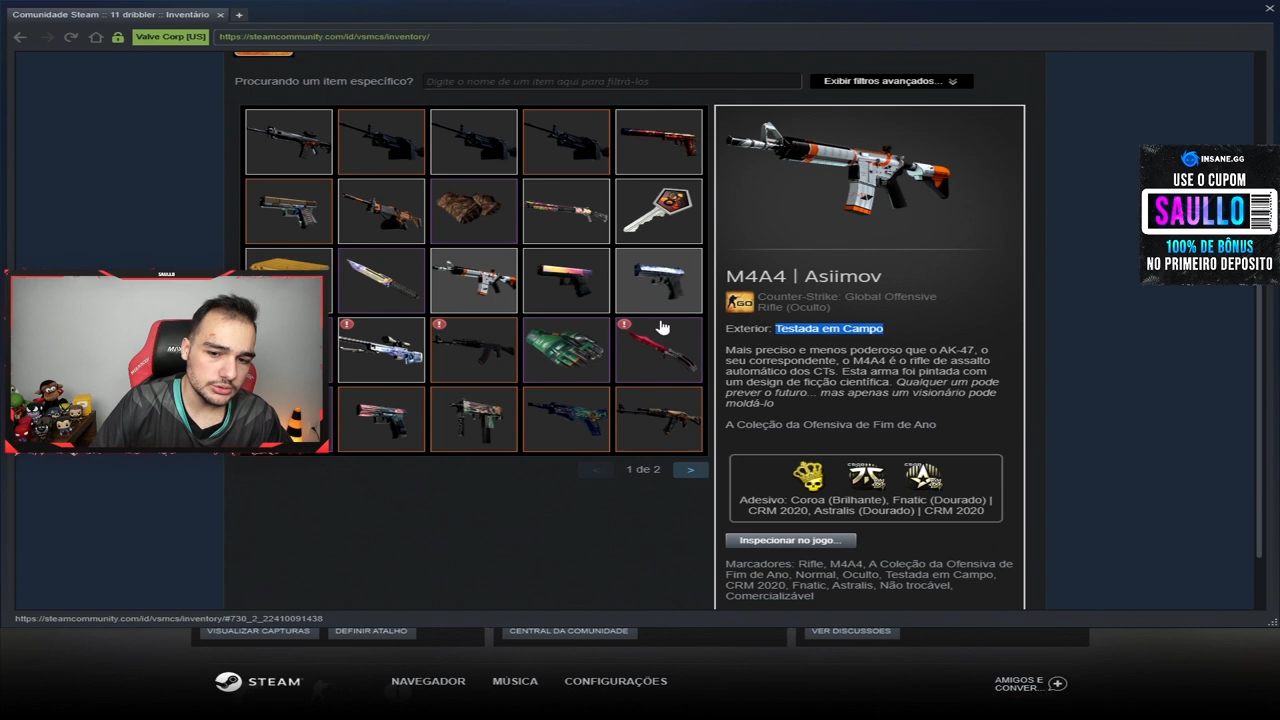 Comunidade Steam :: 11 dribbler :: Inventário
Valve Corp [US]
https://steamcommunity.com/id/vsmcs/inventory/
Procurando um item específico?
Digite o nome de um item aqui para filtrá-los
Exibir filtros avançados...
M4A4 | Asiimov
GO
Counter-Strike: Global Offensive
Rifle (Oculto)
Exterior: Testada em Campo
Mais preciso e menos poderoso que o AK-47, o
seu correspondente, o M4A4 é o rifle de assalto
automático dos CTs. Esta arma foi pintada com
um design de ficção científica. Qualquer um pode
prever o futuro... mas apenas um visionário pode
moldá-lo
A Coleção da Ofensiva de Fim de Ano
Adesivo: Coroa (Brilhante), Fnatic (Dourado) |
CRM 2020, Astralis (Dourado) | CRM 2020
Inspecionar no jogo...
Marcadores: Rifle, M4A4, A Coleção da Ofensiva de
Fim de Ano, Normal, Oculto, Testada em Campo,
CRM 2020, Fnatic, Astralis, Não trocável,
Comercializável
< 1 de 2 >
SAULLO
INSANE.GG
USE O CUPOM
SAULLO
100% DE BÔNUS
NO PRIMEIRO DEPOSITO
https://steamcommunity.com/id/vsmcs/inventory/#730_2_22410091438
VISUALIZAR CAPTURAS
DEFINIR ATALHO
CENTRAL DA COMUNIDADE
VER DISCUSSÕES
STEAM
NAVEGADOR
MÚSICA
CONFIGURAÇÕES
AMIGOS E
CONVER...